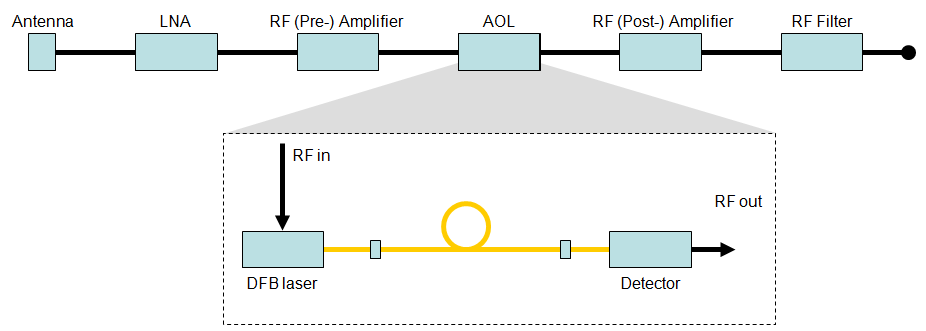 Antenna
LNA
RF (Pre-) Amplifier
AOL
RF (Post-) Amplifier
RF Filter
RF in
RF out
DFB laser
Detector